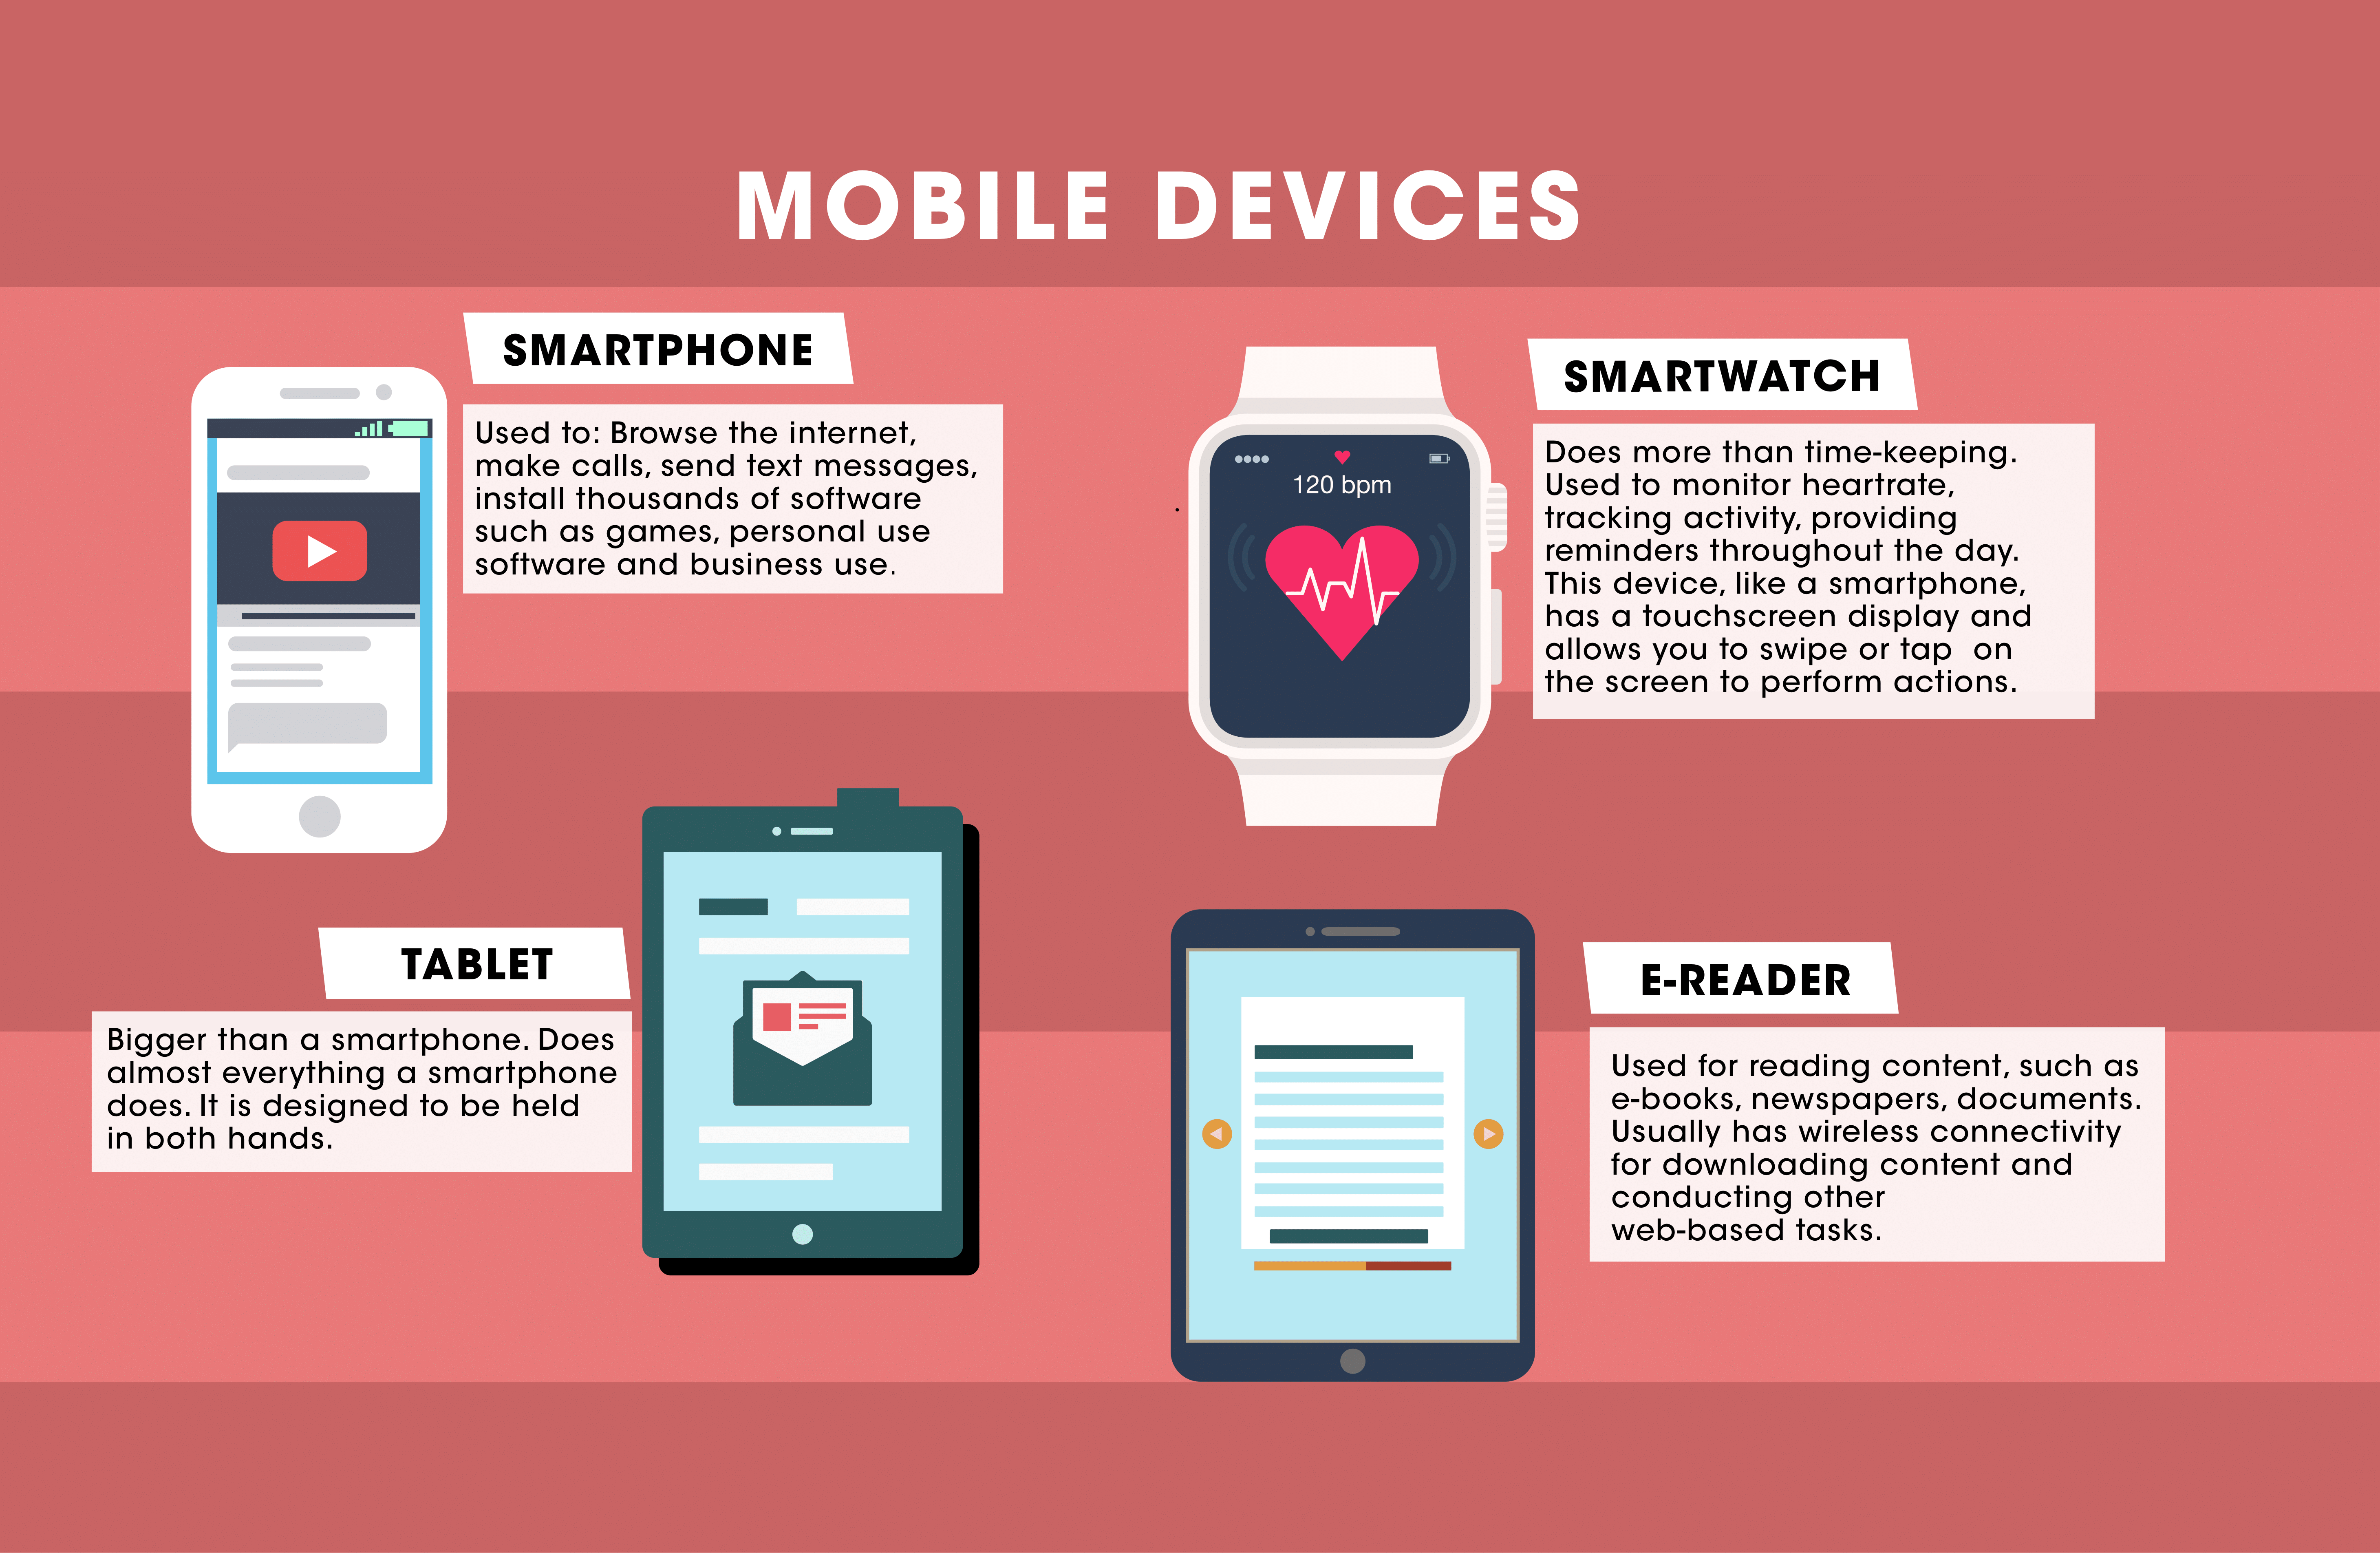 MOBILE DEVICES
SMARTPHONE
Used to: Browse the internet,
make calls, send text messages,
install thousands of software
such as games, personal use
software and business use.
SMARTWATCH
Does more than time-keeping.
Used to monitor heartrate,
tracking activity, providing
reminders throughout the day.
This device, like a smartphone,
has a touchscreen display and
allows you to swipe or tap  on
the screen to perform actions.
120 bpm
TABLET
Bigger than a smartphone. Does
almost everything a smartphone
does. It is designed to be held
in both hands.
E-READER
Used for reading content, such as
e-books, newspapers, documents.
Usually has wireless connectivity
for downloading content and
conducting other
web-based tasks.